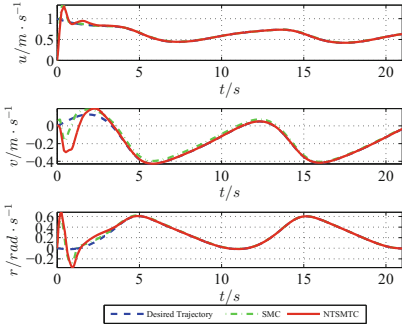 u/m · s⁻¹
1
0.5
0
0 5 10 15 20
t/s
v/m · s⁻¹
0
−0.2
−0.4
0 5 10 15 20
t/s
r/rad · s⁻¹
0.6
0.4
0.2
0
−0.2
0 5 10 15 20
t/s
Desired Trajectory SMC NTSMTC